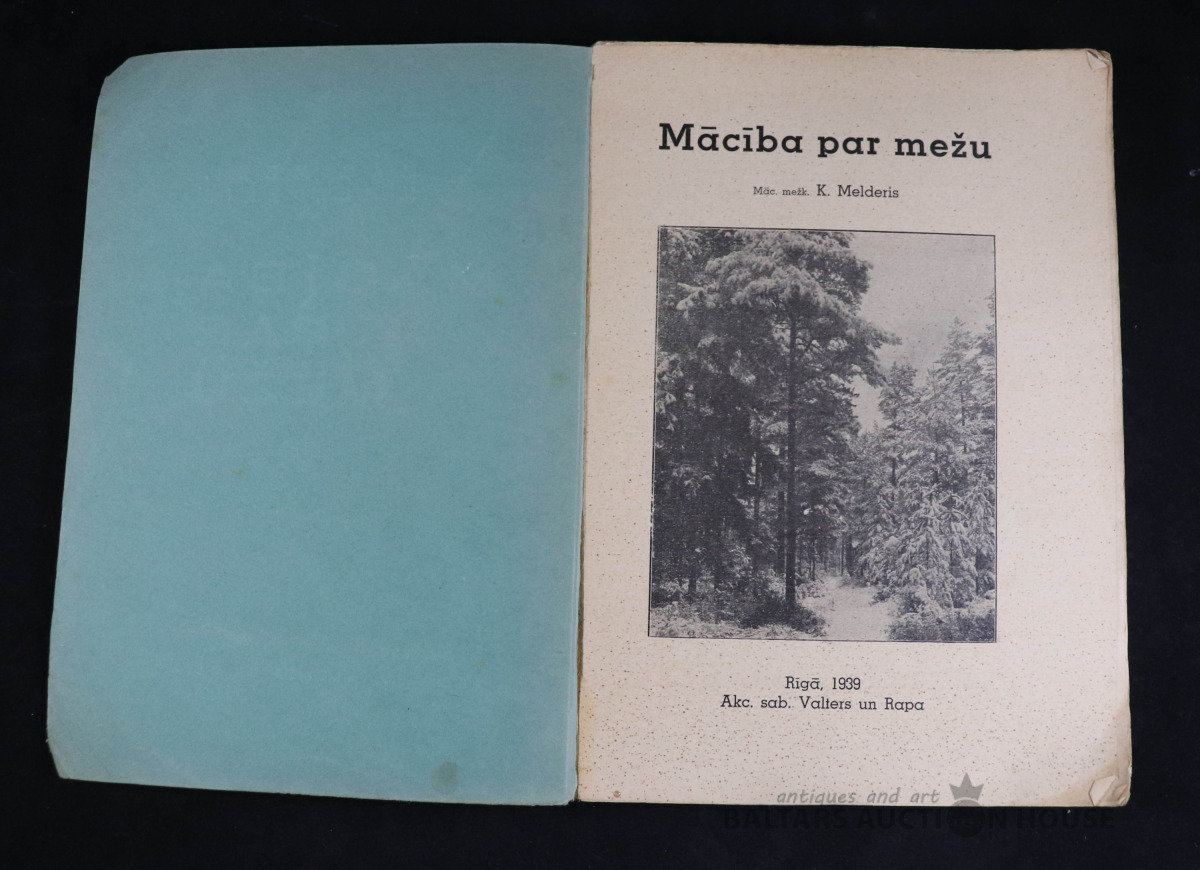 Mācība par mežu
Māc. mežk. K. Melderis
Rīgā, 1939
Akc. sab. Valters un Rapa
antiques and art
BALTARS AUCTION HOUSE